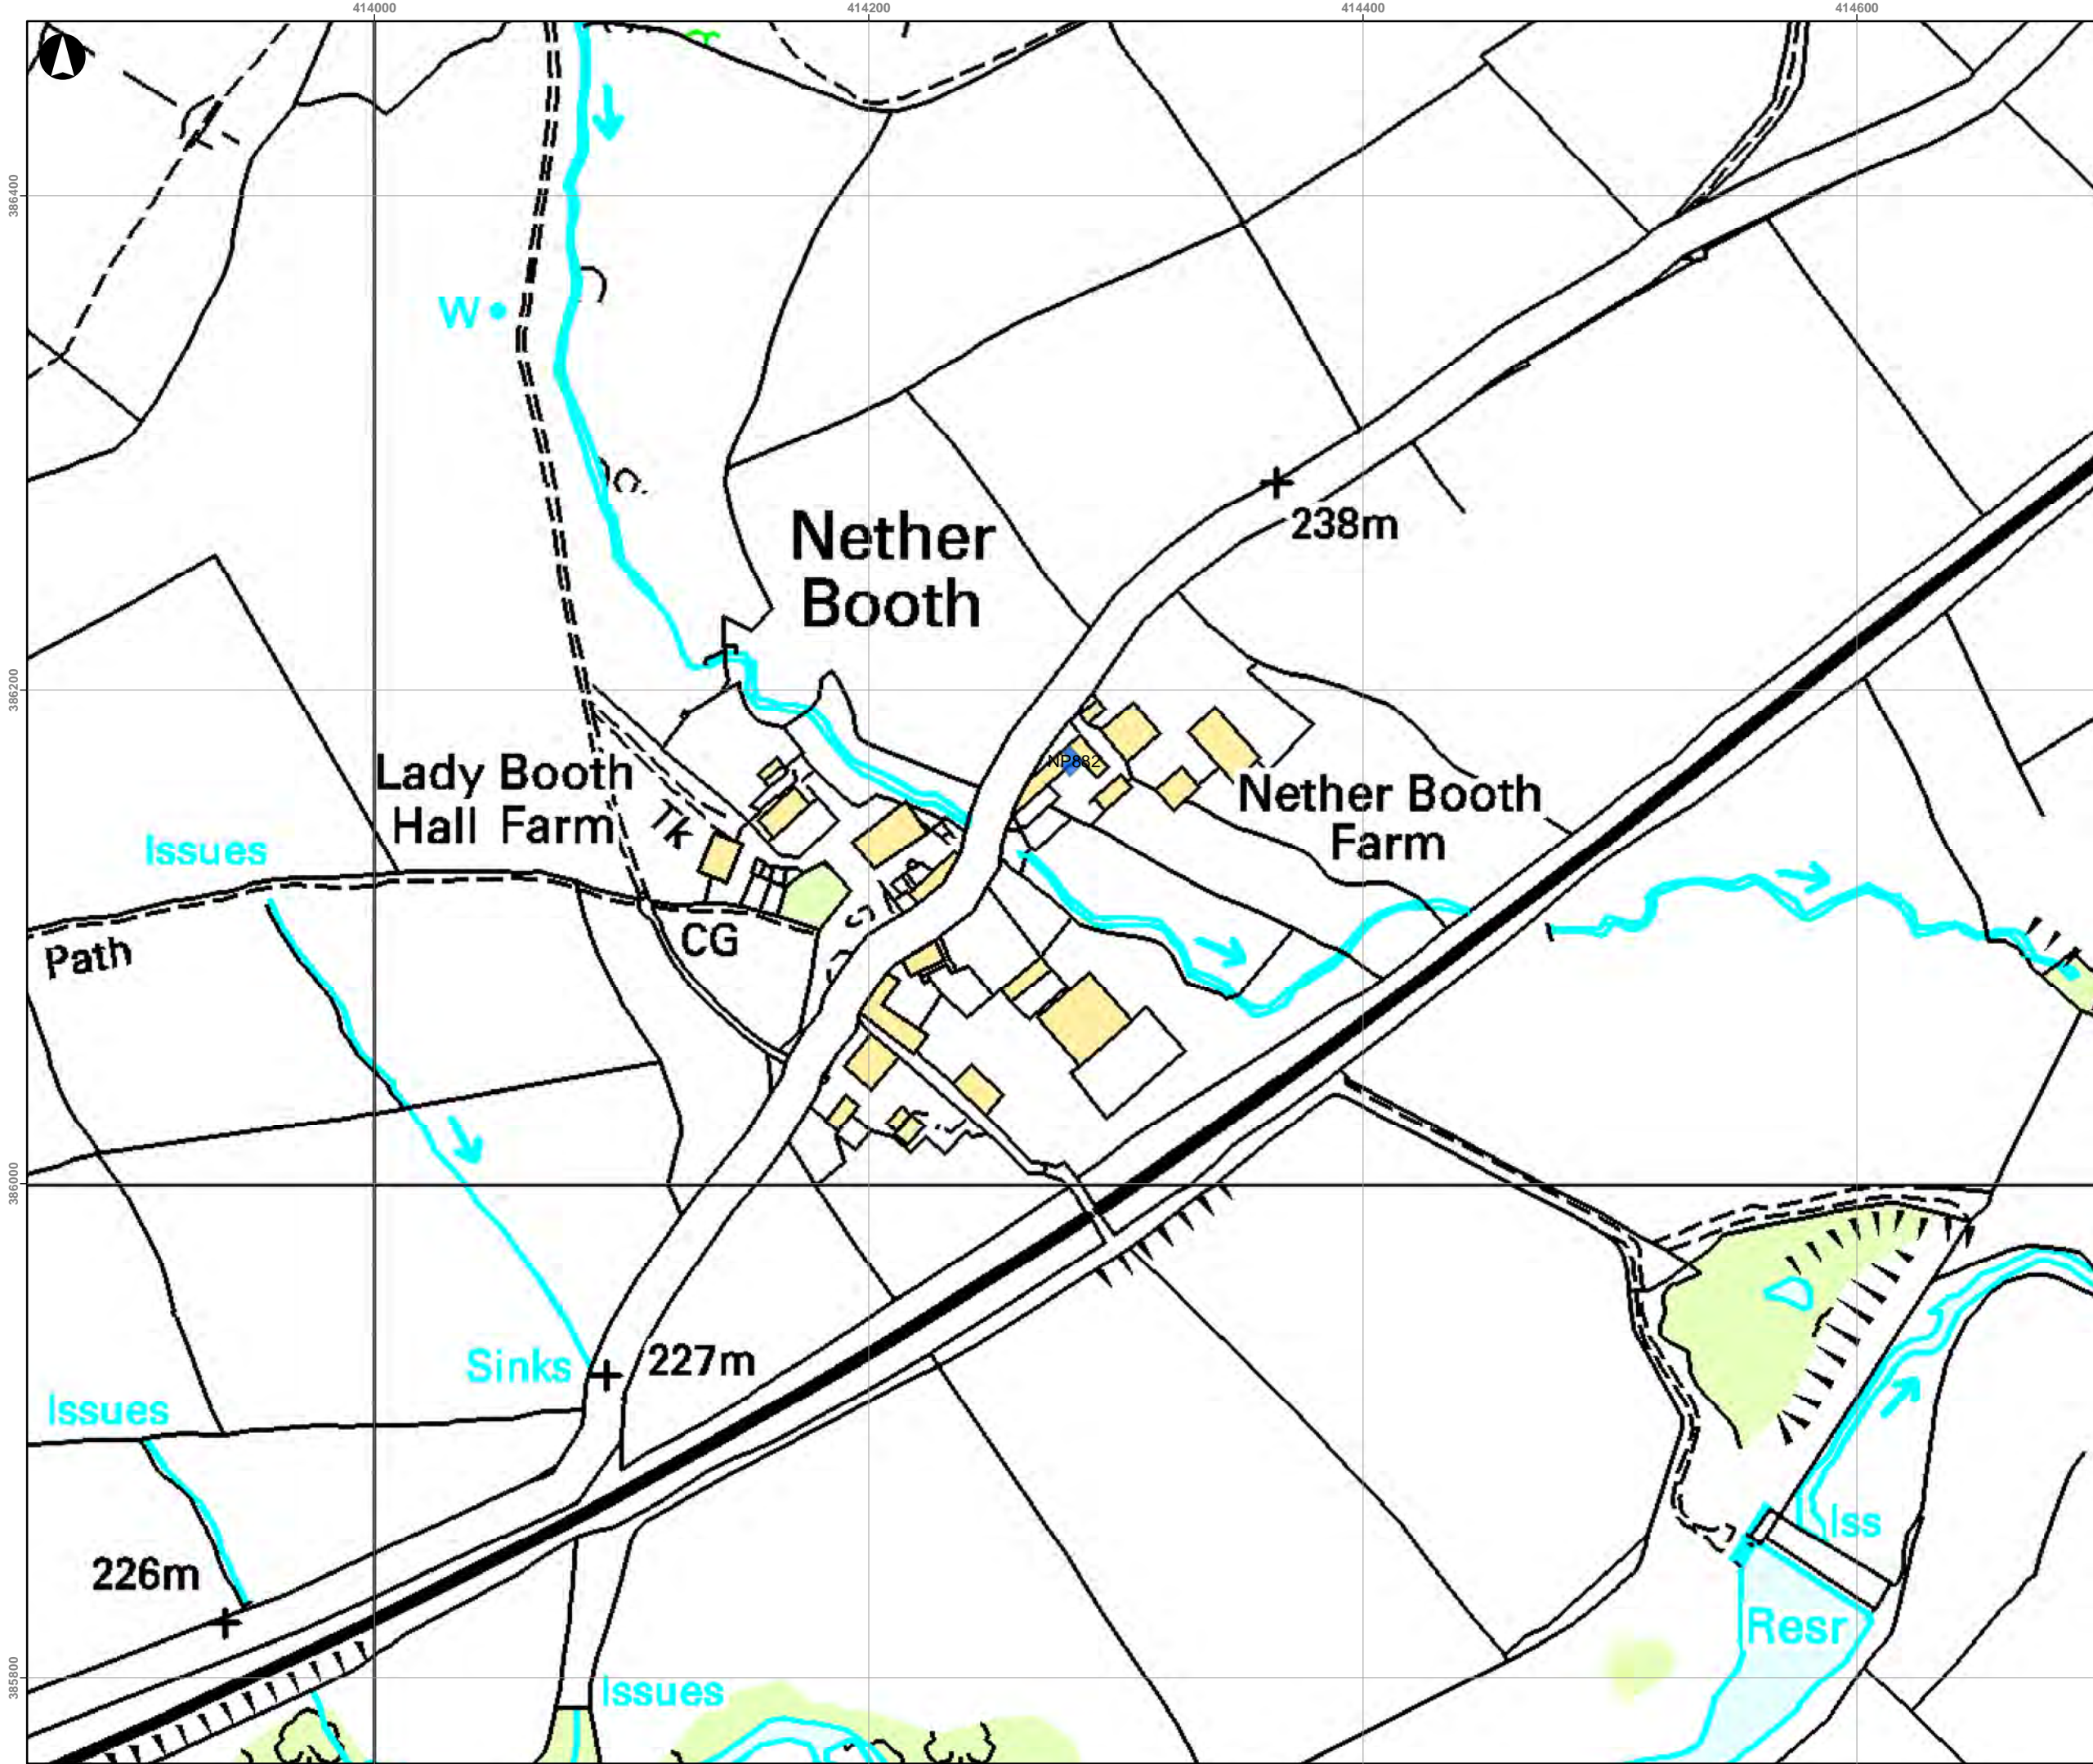 414000
414200
414400
414600
386400
W
238m
Nether
Booth
386200
NP882
Lady Booth
Hall Farm
Tk
Nether Booth
Farm
Issues
CG
Path
386000
227m
Sinks
Issues
Iss
226m
Resr
385800
Issues